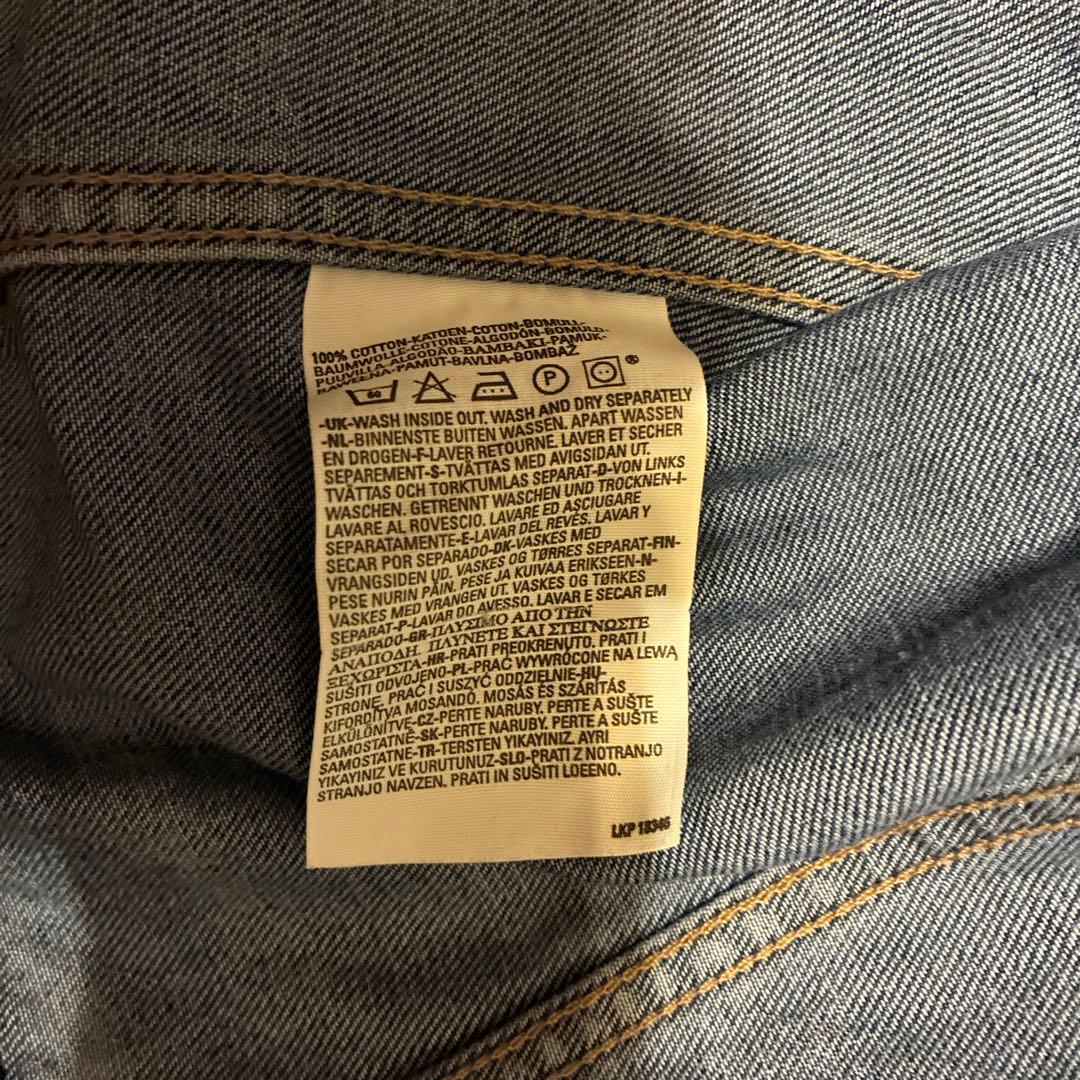 100% COTTON-KATOEN-COTON-BOMULL-
BAUMWOLLE-COTONE-ALGODÓN-BOMULD-
PUUVILLA-ALGODÃO-BAMBAKI-PAMUK-
BAWEŁNA-PAMUT-BAVLNA-BOMBAŽ
60 P ®
-UK-WASH INSIDE OUT. WASH AND DRY SEPARATELY
-NL-BINNENSTE BUITEN WASSEN. APART WASSEN
EN DROGEN-F-LAVER RETOURNE. LAVER ET SECHER
SEPAREMENT-S-TVÄTTAS MED AVIGSIDAN UT.
TVÄTTAS OCH TORKTUMLAS SEPARAT-D-VON LINKS
WASCHEN. GETRENNT WASCHEN UND TROCKNEN-I-
LAVARE AL ROVESCIO. LAVARE ED ASCIUGARE
SEPARATAMENTE-E-LAVAR DEL REVÉS. LAVAR Y
SECAR POR SEPARADO-DK-VASKES MED
VRANGSIDEN UD. VASKES OG TØRRES SEPARAT-FIN-
PESE NURIN PÄIN. PESE JA KUIVAA ERIKSEEN-N-
VASKES MED VRANGEN UT. VASKES OG TØRKES
SEPARAT-P-LAVAR DO AVESSO. LAVAR E SECAR EM
SEPARADO-GR-ΠΛΥΣΙΜΟ ΑΠΟ ΤΗΝ
ΑΝΑΠΟΔΗ. ΠΛΥΝΕΤΕ ΚΑΙ ΣΤΕΓΝΩΣΤΕ
ΞΕΧΩΡΙΣΤΑ-HR-PRATI PREOKRENUTO. PRATI I
SUŠITI ODVOJENO-PL-PRAĆ WYWRÓCONE NA LEWĄ
STRONĘ. PRAĆ I SUSZYĆ ODDZIELNIE-HU-
KIFORDÍTVA MOSANDÓ. MOSÁS ÉS SZÁRÍTÁS
ELKÜLÖNÍTVE-CZ-PERTE NARUBY. PERTE A SUŠTE
SAMOSTATNĚ-SK-PERTE NARUBY. PERTE A SUŠTE
SAMOSTATNE-TR-TERSTEN YIKAYINIZ. AYRI
YIKAYINIZ VE KURUTUNUZ-SLO-PRATI Z NOTRANJO
STRANJO NAVZEN. PRATI IN SUŠITI LOEENO.
LKP 18346